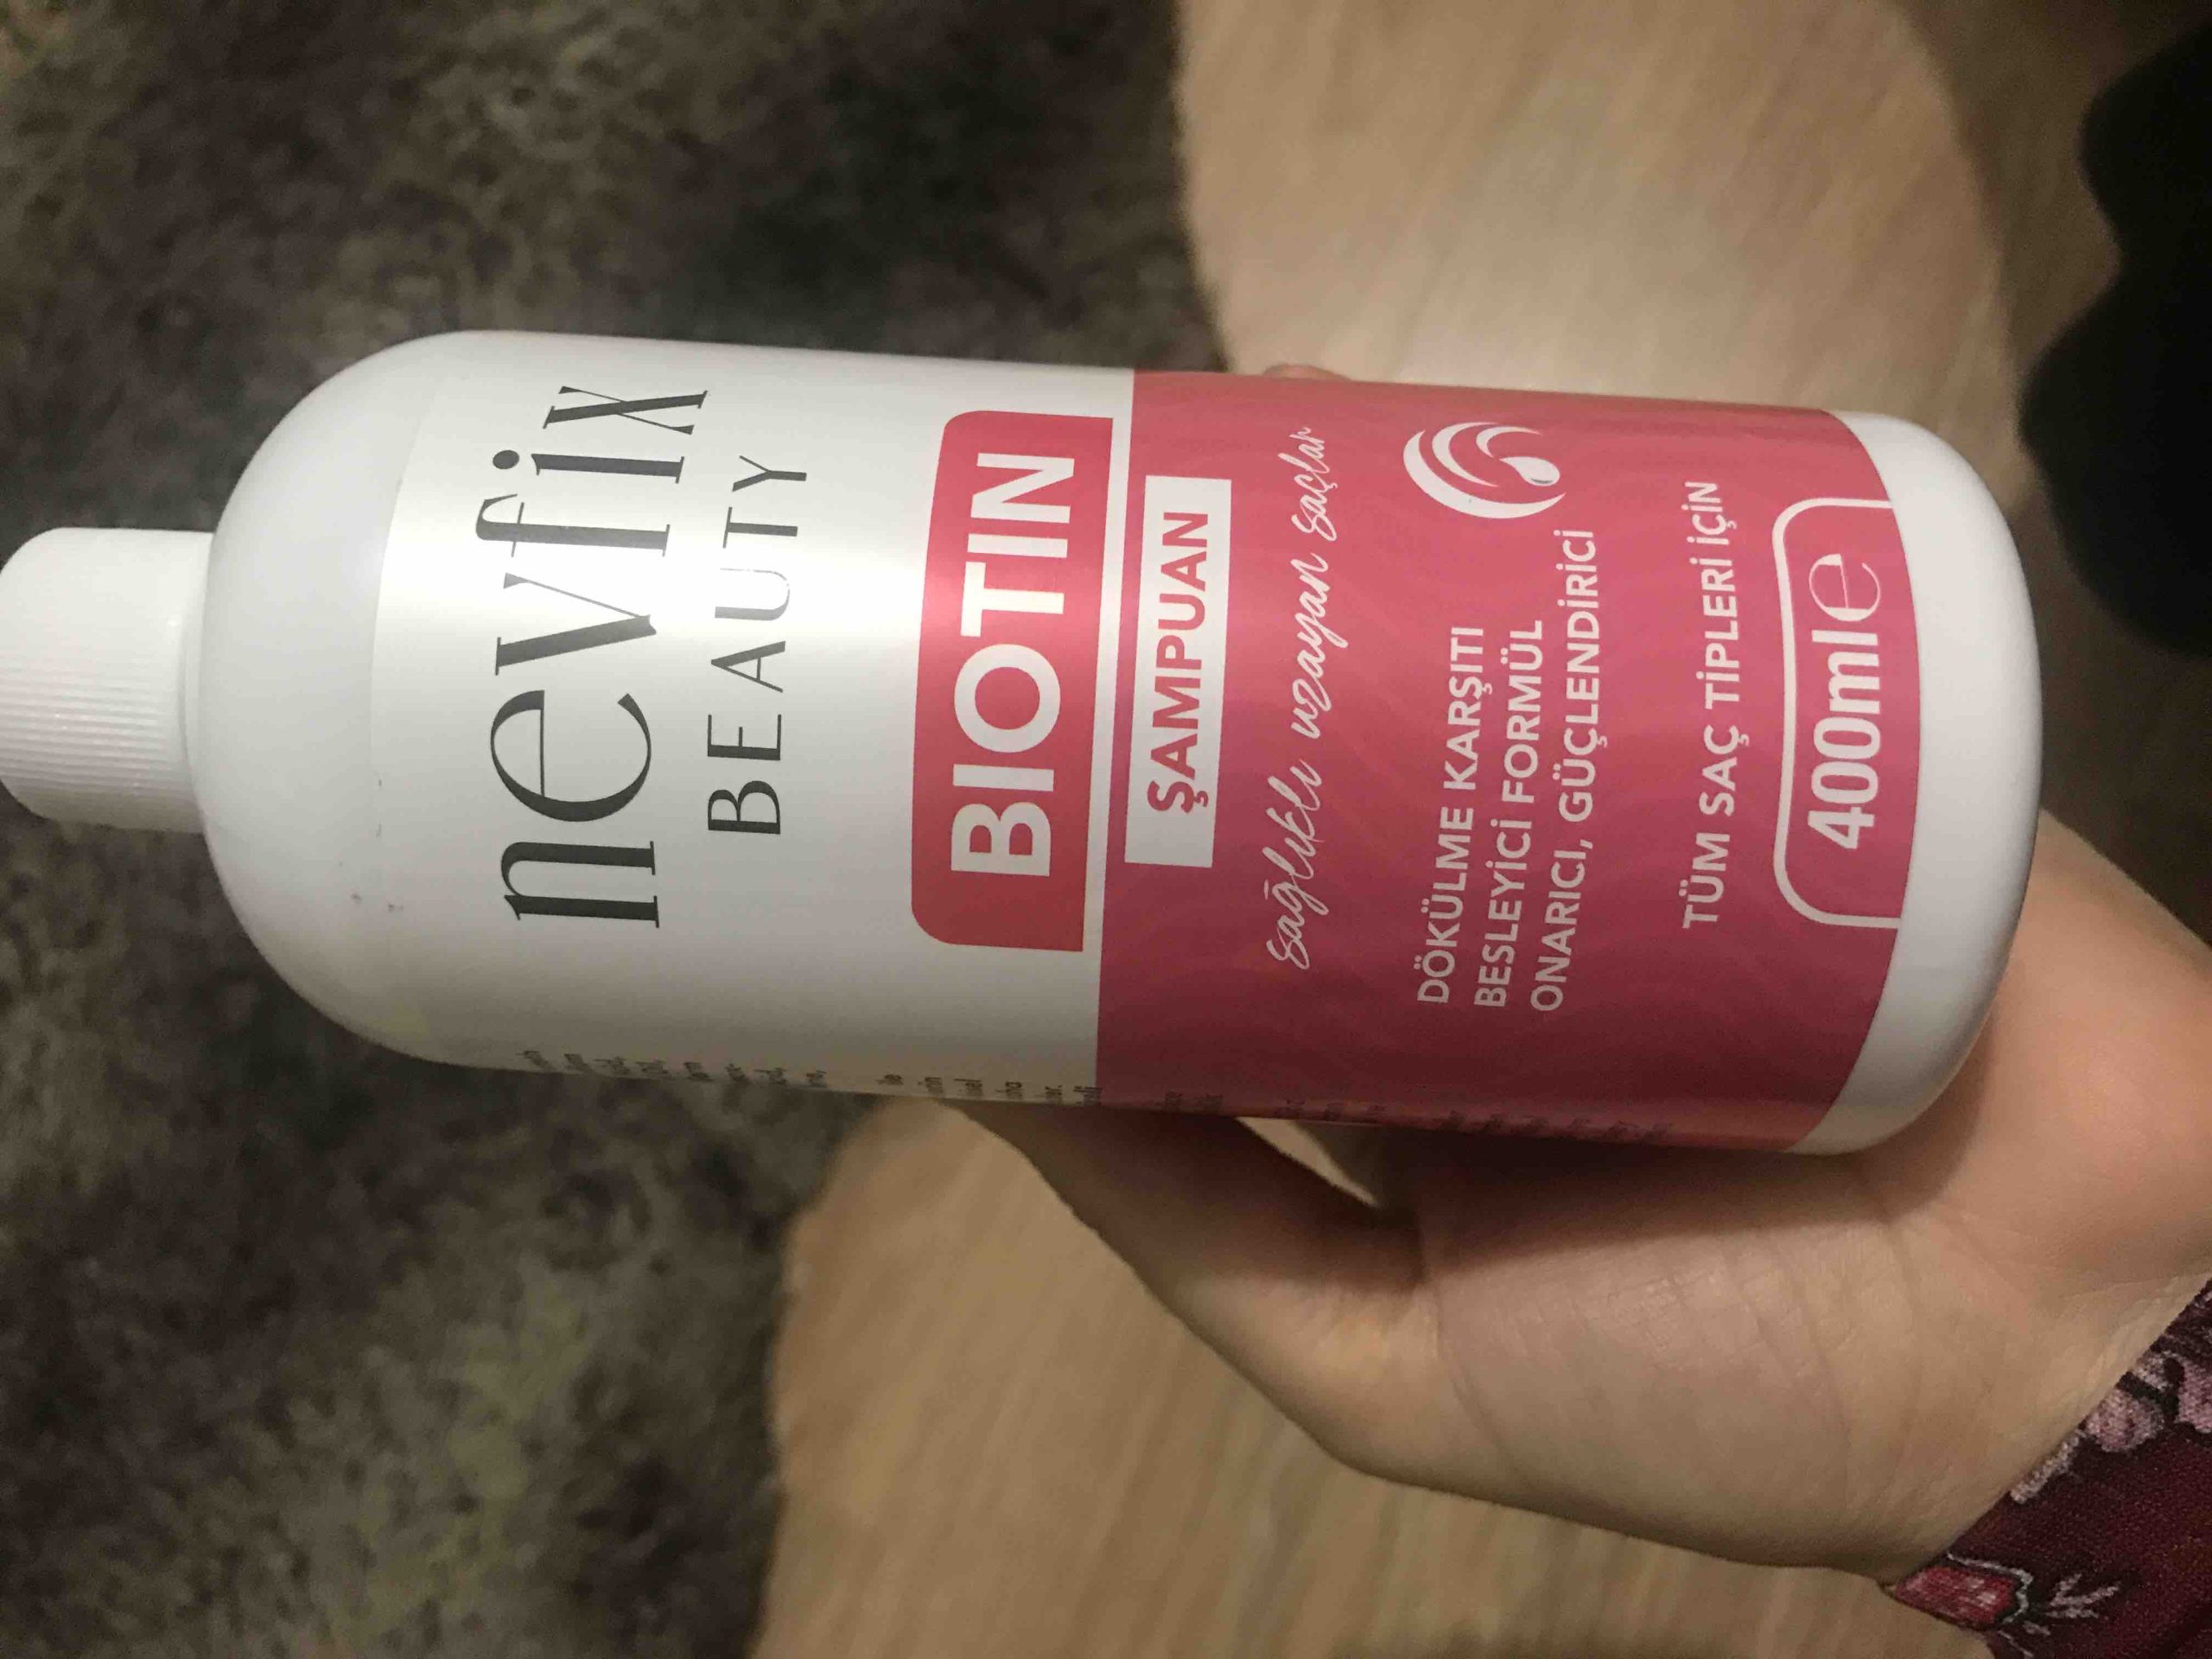 nevfix
BEAUTY
BIOTIN
ŞAMPUAN
sağlıklı uzayan saçlar
DÖKÜLME KARŞITI
BESLEYİCİ FORMÜL
ONARICI, GÜÇLENDİRİCİ
TÜM SAÇ TİPLERİ İÇİN
400ml e